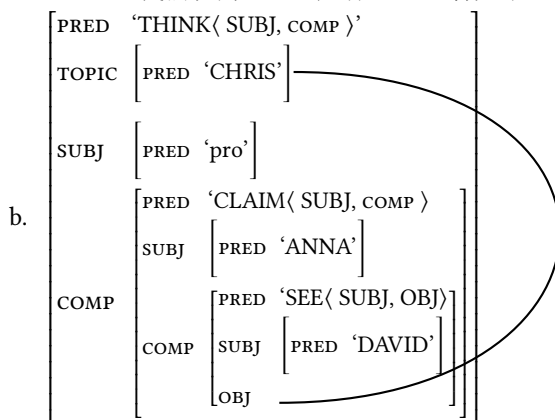 PRED ‘THINK⟨ SUBJ, COMP ⟩’
TOPIC [PRED ‘CHRIS’]
SUBJ [PRED ‘pro’]
b.
PRED ‘CLAIM⟨ SUBJ, COMP ⟩
SUBJ [PRED ‘ANNA’]
COMP
PRED ‘SEE⟨ SUBJ, OBJ⟩
COMP SUBJ [PRED ‘DAVID’]
OBJ